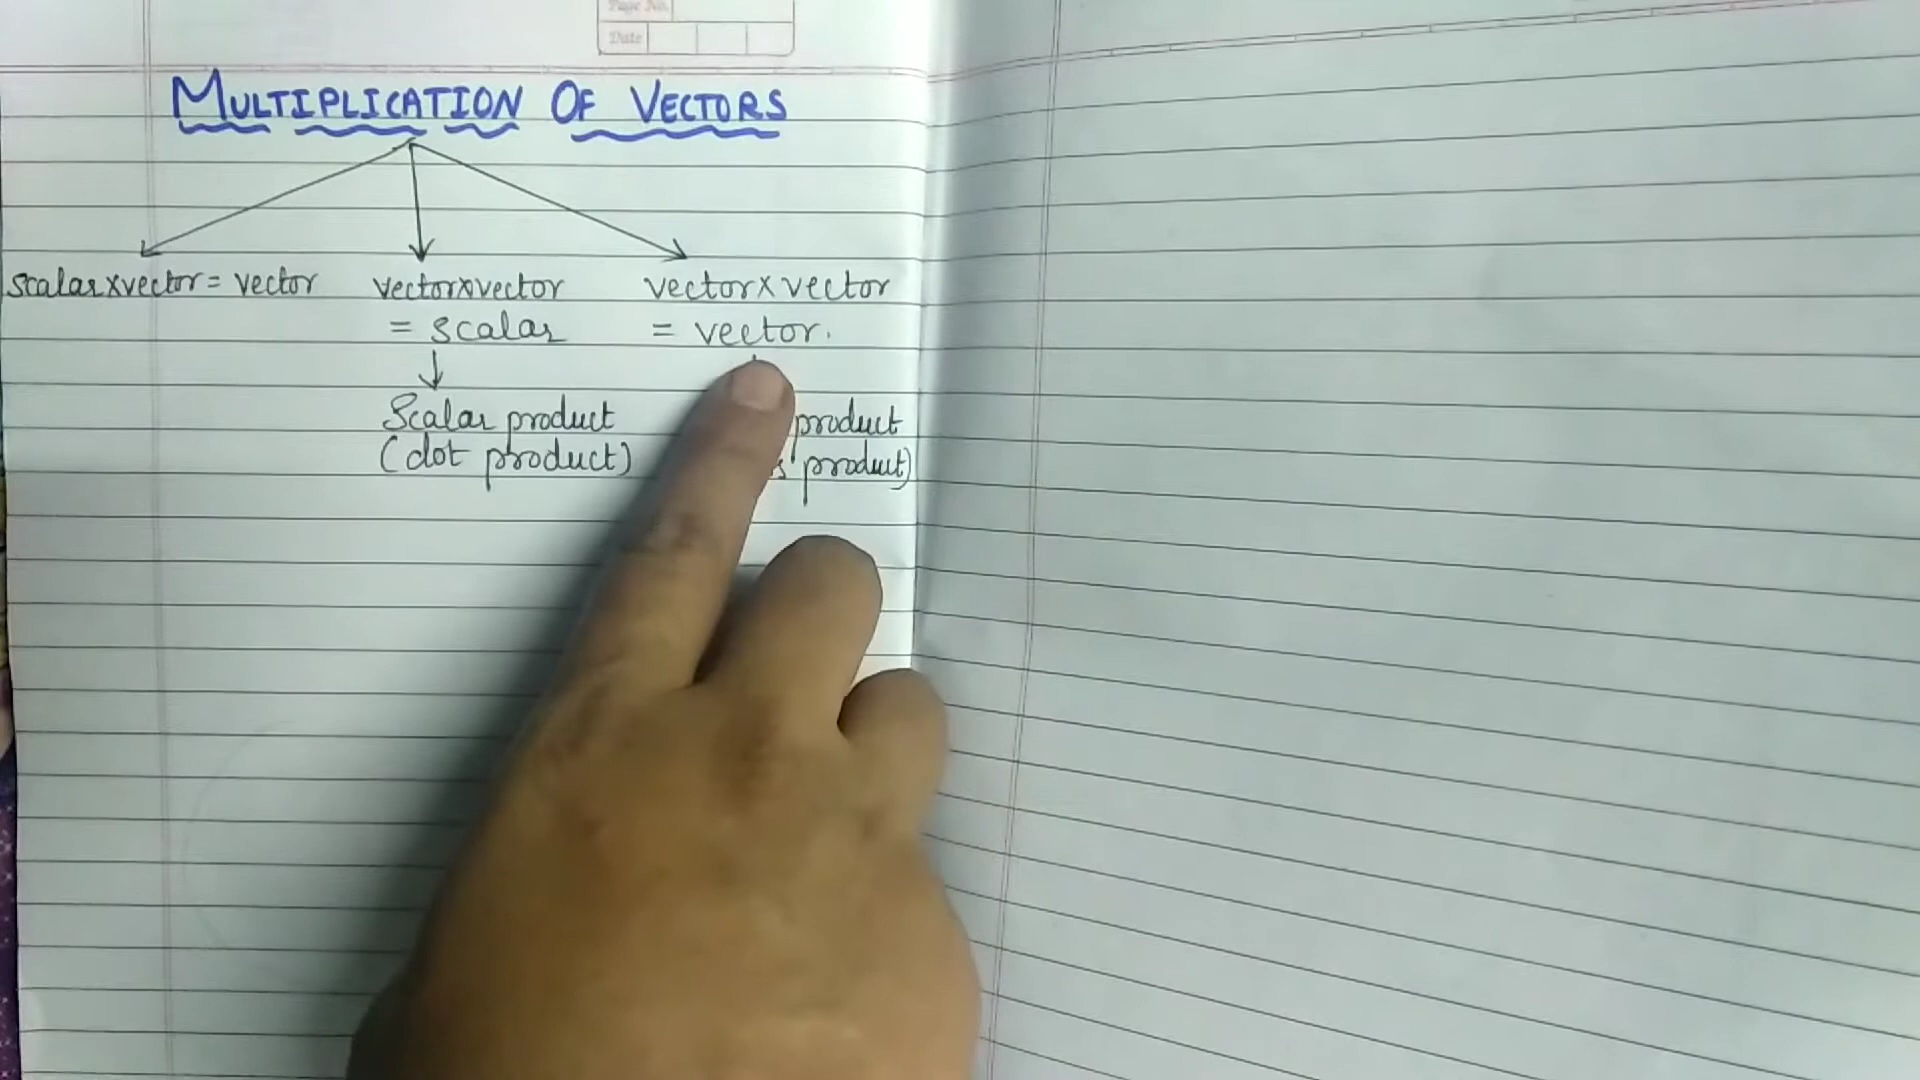 Page No.
Date
MULTIPLICATION OF VECTORS
scalar x vector = vector
vector x vector
= scalar
vector x vector
= vector.
Scalar product
(dot product)
product
product)